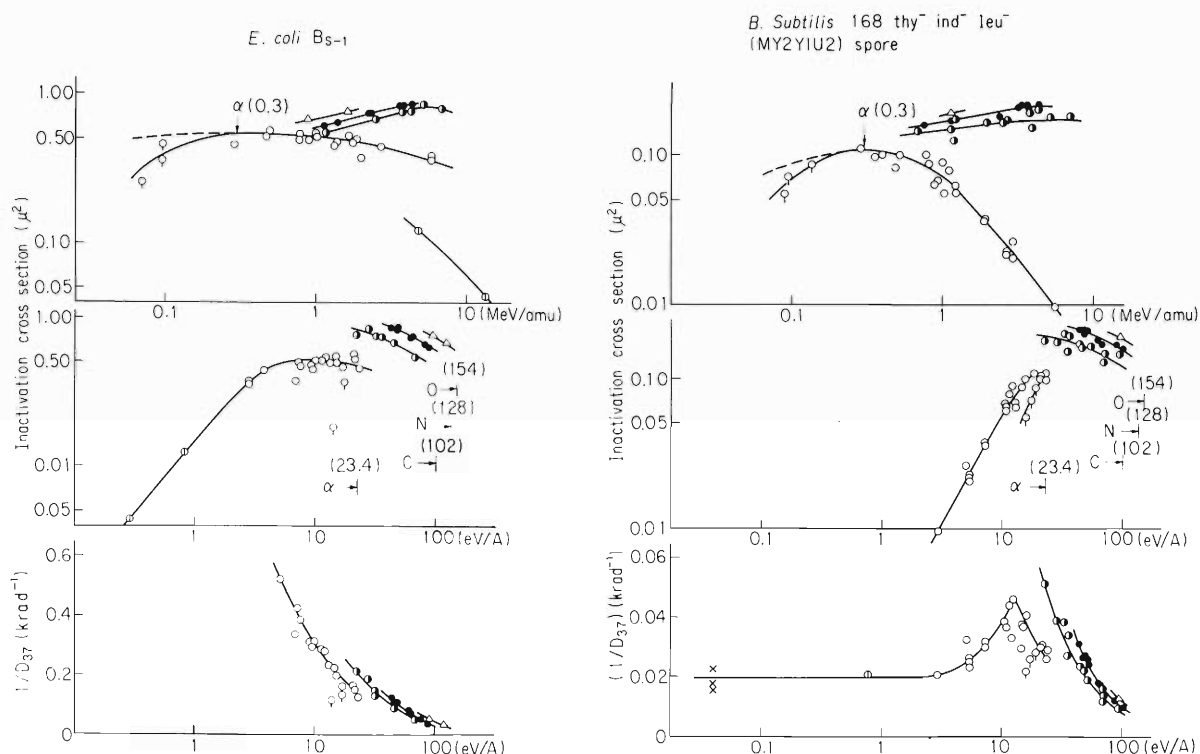 E. coli BS-1
B. Subtilis 168 thy⁻ ind⁻ leu⁻
(MY2YIU2) spore
Inactivation cross section (μ²)
1.00
0.50
0.10
0.05
α(0.3)
0.1
1
10 (MeV/amu)
1.00
0.50
0.01
0.05
(154)
O
(128)
N
(102)
C
(23.4)
α
1
10
100 (eV/A)
1/D37 (krad⁻¹)
0.6
0.4
0.2
0
1
10
100 (eV/A)
Inactivation cross section (μ²)
0.10
0.05
0.01
α(0.3)
0.1
1
10 (MeV/amu)
0.10
0.05
0.01
(154)
O
(128)
N
(102)
C
(23.4)
α
0.1
1
10
100 (eV/A)
(1/D37) (krad⁻¹)
0.06
0.04
0.02
0
0.1
1
10
100 (eV/A)